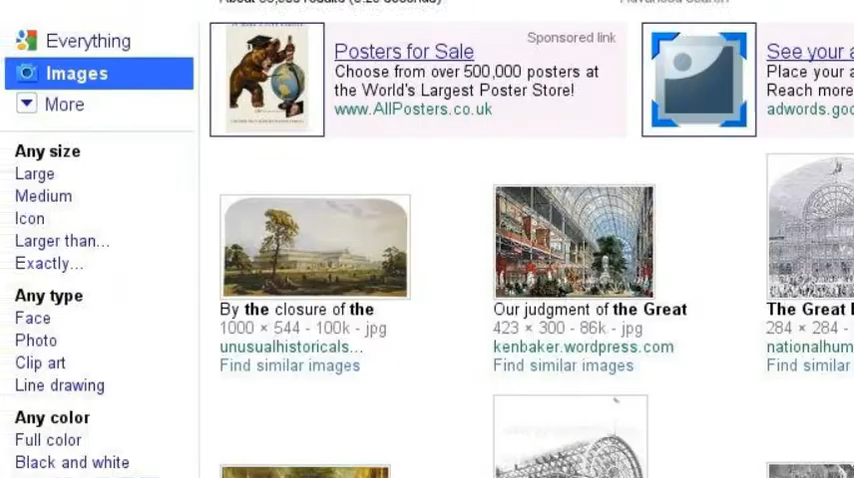 Everything
Images
More
Any size
Large
Medium
Icon
Larger than...
Exactly...
Any type
Face
Photo
Clip art
Line drawing
Any color
Full color
Black and white
Sponsored link
Posters for Sale
Choose from over 500,000 posters at
the World's Largest Poster Store!
www.AllPosters.co.uk
See your a
Place your a
Reach more
adwords.goo
By the closure of the
1000 × 544 - 100k - jpg
unusualhistoricals...
Find similar images
Our judgment of the Great
423 × 300 - 86k - jpg
kenbaker.wordpress.com
Find similar images
The Great
284 × 284 -
nationalhum
Find similar